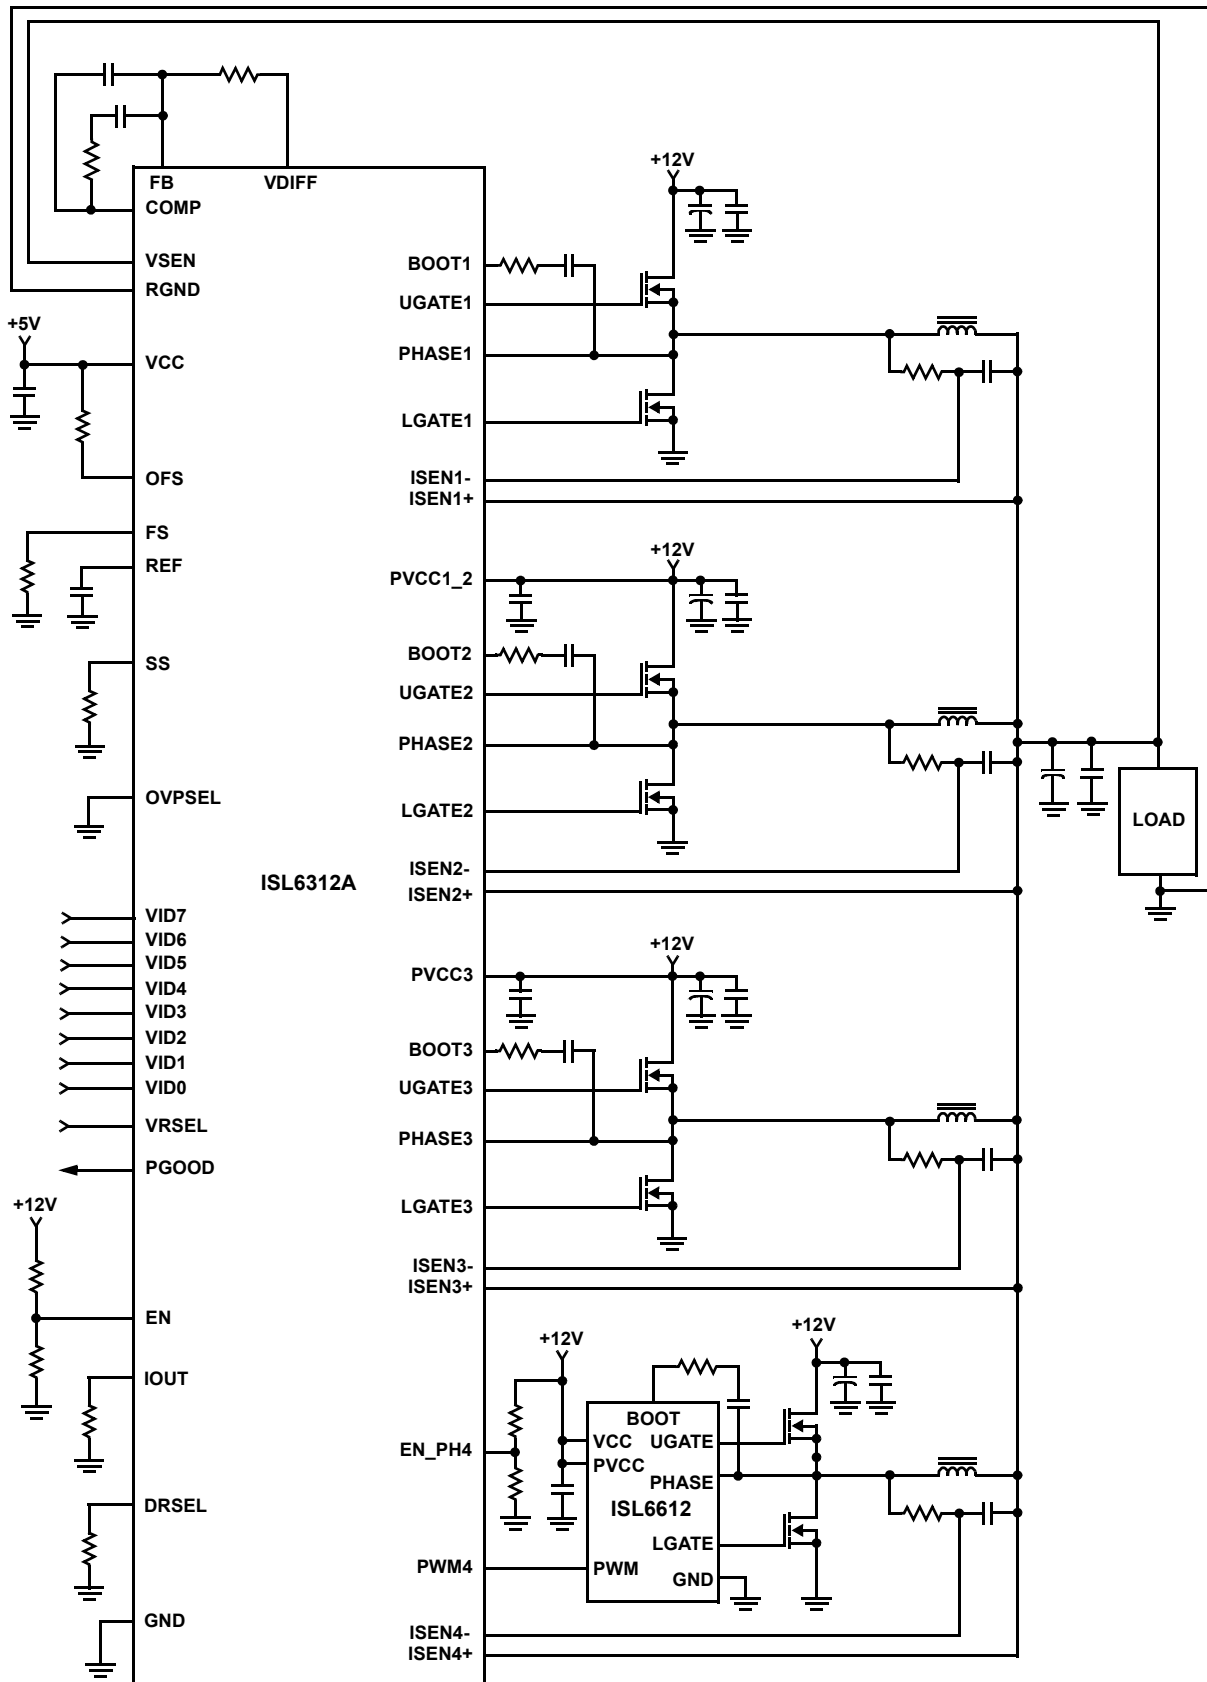 FB
VDIFF
COMP
VSEN
RGND
+5V
VCC
OFS
FS
REF
SS
OVPSEL
ISL6312A
VID7
VID6
VID5
VID4
VID3
VID2
VID1
VID0
VRSEL
PGOOD
+12V
EN
IOUT
DRSEL
GND
+12V
BOOT1
UGATE1
PHASE1
LGATE1
ISEN1-
ISEN1+
+12V
PVCC1_2
BOOT2
UGATE2
PHASE2
LGATE2
ISEN2-
ISEN2+
LOAD
+12V
PVCC3
BOOT3
UGATE3
PHASE3
LGATE3
ISEN3-
ISEN3+
+12V
+12V
EN_PH4
BOOT
VCC
UGATE
PVCC
PHASE
ISL6612
LGATE
PWM4
PWM
GND
ISEN4-
ISEN4+